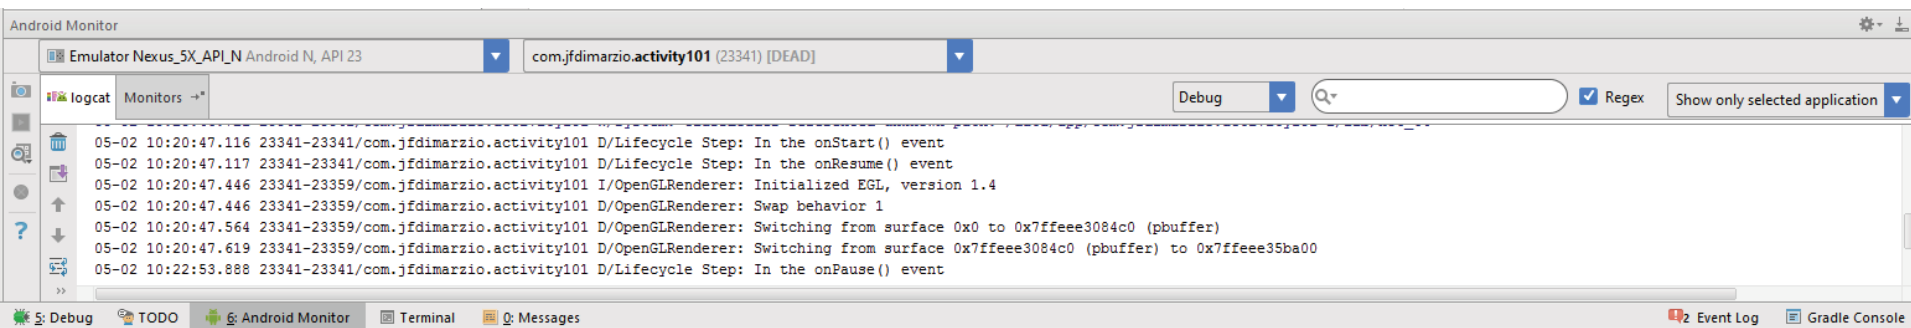 Android Monitor
Emulator Nexus_5X_API_N Android N, API 23
com.jfdimarzio.activity101 (23341) [DEAD]
logcat Monitors Debug Regex Show only selected application
05-02 10:20:47.116 23341-23341/com.jfdimarzio.activity101 D/Lifecycle Step: In the onStart() event
05-02 10:20:47.117 23341-23341/com.jfdimarzio.activity101 D/Lifecycle Step: In the onResume() event
05-02 10:20:47.446 23341-23359/com.jfdimarzio.activity101 I/OpenGLRenderer: Initialized EGL, version 1.4
05-02 10:20:47.446 23341-23359/com.jfdimarzio.activity101 D/OpenGLRenderer: Swap behavior 1
05-02 10:20:47.564 23341-23359/com.jfdimarzio.activity101 D/OpenGLRenderer: Switching from surface 0x0 to 0x7ffeee3084c0 (pbuffer)
05-02 10:20:47.619 23341-23359/com.jfdimarzio.activity101 D/OpenGLRenderer: Switching from surface 0x7ffeee3084c0 (pbuffer) to 0x7ffeee35ba00
05-02 10:22:53.888 23341-23341/com.jfdimarzio.activity101 D/Lifecycle Step: In the onPause() event
5: Debug TODO 6: Android Monitor Terminal 0: Messages 2 Event Log Gradle Console